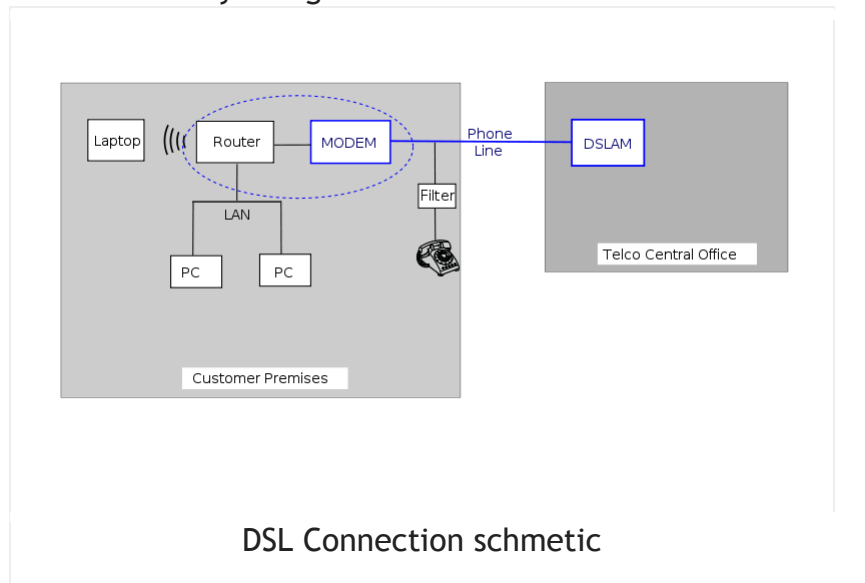 Laptop
Router
MODEM
Phone
Line
DSLAM
Filter
LAN
PC
PC
Telco Central Office
Customer Premises
DSL Connection schmetic